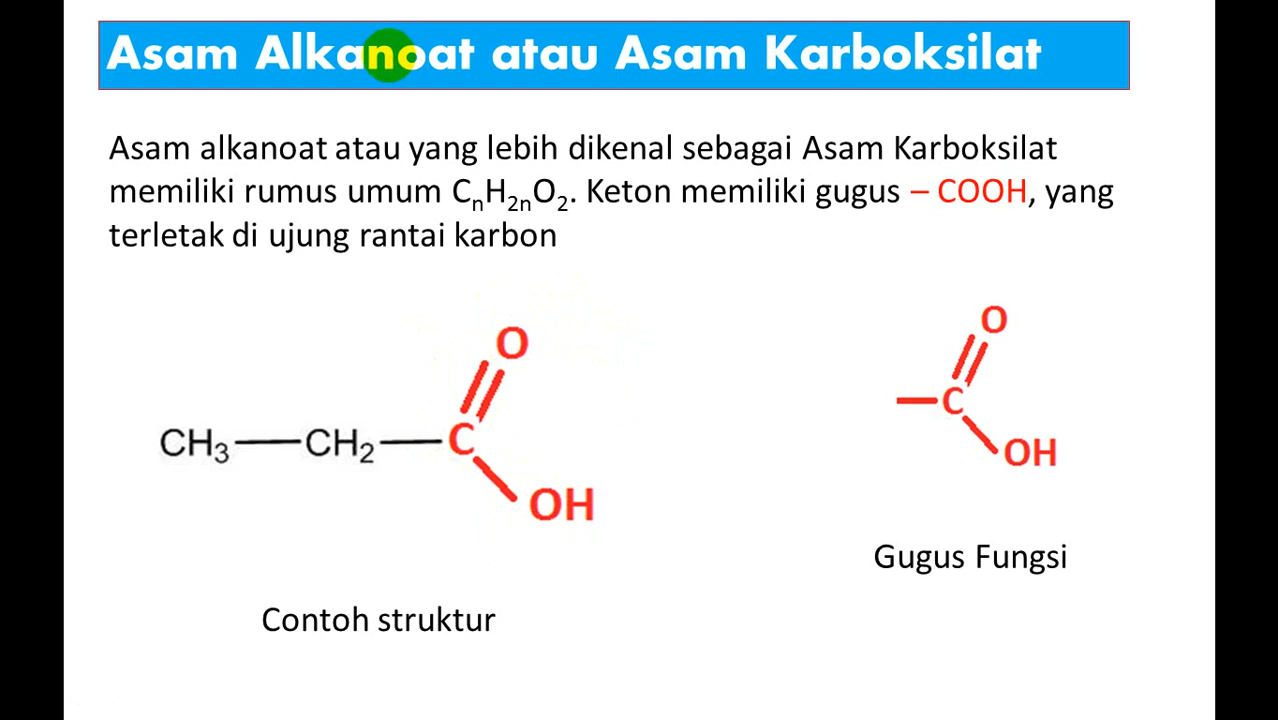 Asam Alkanoat atau Asam Karboksilat
Asam alkanoat atau yang lebih dikenal sebagai Asam Karboksilat
memiliki rumus umum CₙH₂ₙO₂. Keton memiliki gugus – COOH, yang
terletak di ujung rantai karbon
O
CH₃ CH₂ C
OH
Contoh struktur
O
C
OH
Gugus Fungsi